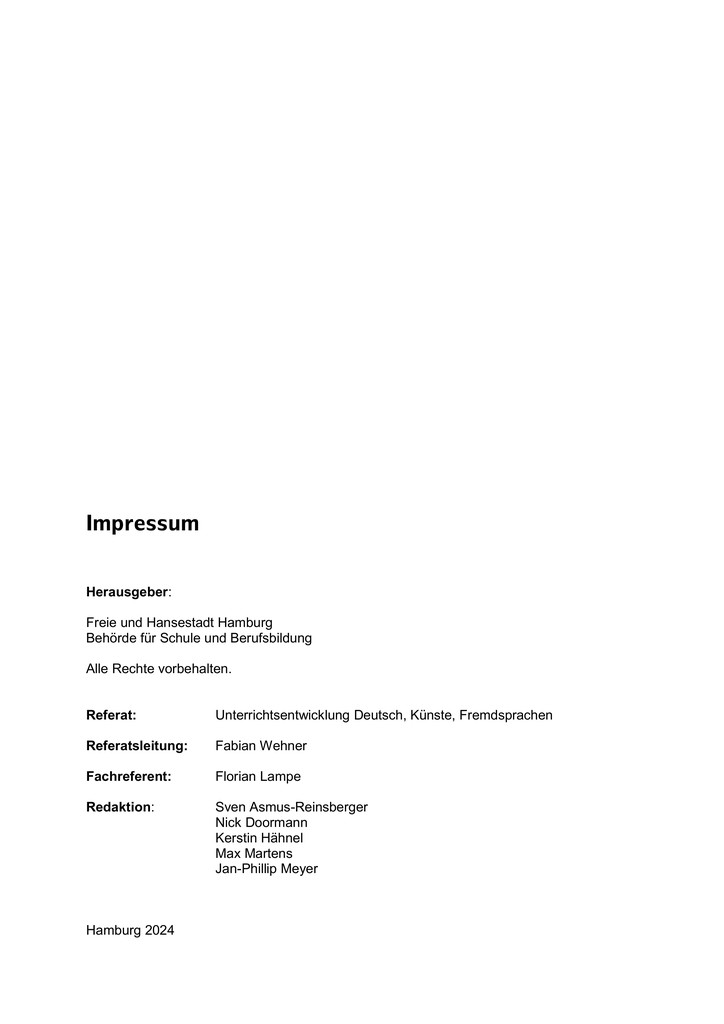 Impressum
Herausgeber:
Freie und Hansestadt Hamburg
Behörde für Schule und Berufsbildung
Alle Rechte vorbehalten.
Referat: Unterrichtsentwicklung Deutsch, Künste, Fremdsprachen
Referatsleitung: Fabian Wehner
Fachreferent: Florian Lampe
Redaktion: Sven Asmus-Reinsberger
Nick Doormann
Kerstin Hähnel
Max Martens
Jan-Phillip Meyer
Hamburg 2024